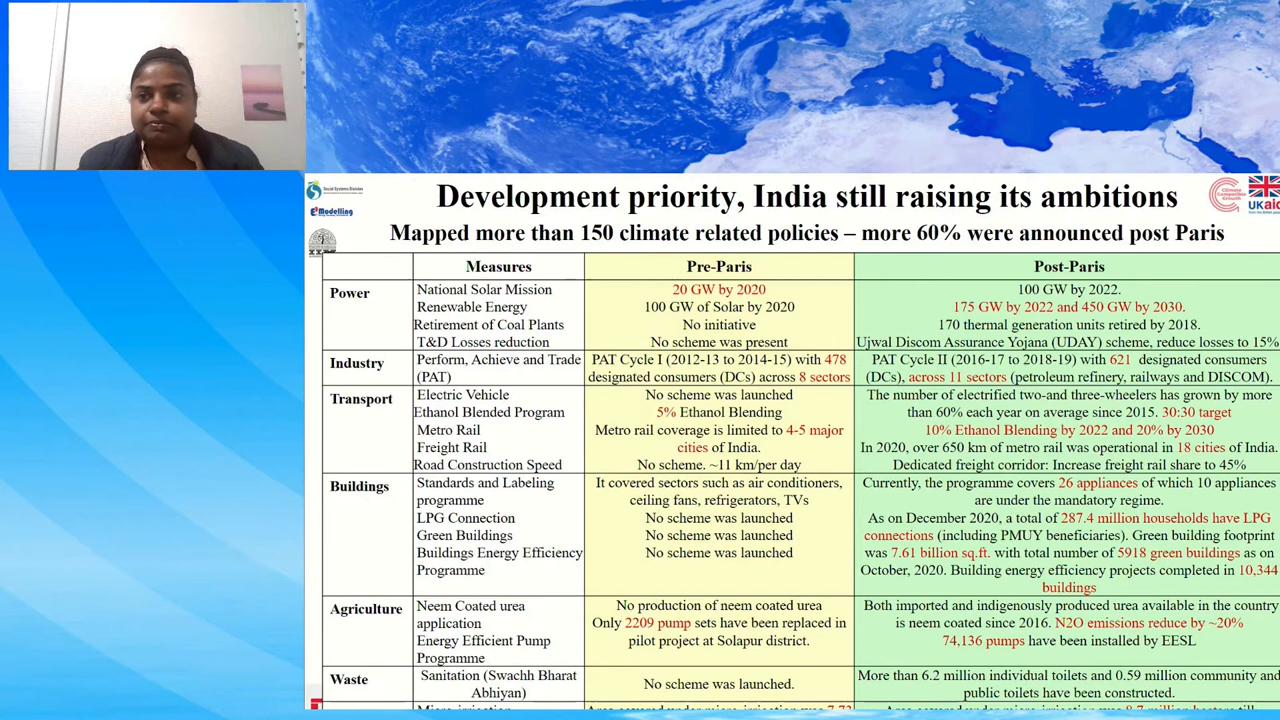 Social Systems Division
E³Modelling
Climate
Compatible
Growth
UKaid
Development priority, India still raising its ambitions
Mapped more than 150 climate related policies – more 60% were announced post Paris
Measures
Pre-Paris
Post-Paris
Power
National Solar Mission
20 GW by 2020
100 GW by 2022.
Renewable Energy
100 GW of Solar by 2020
175 GW by 2022 and 450 GW by 2030.
Retirement of Coal Plants
No initiative
170 thermal generation units retired by 2018.
T&D Losses reduction
No scheme was present
Ujwal Discom Assurance Yojana (UDAY) scheme, reduce losses to 15%
Industry
Perform, Achieve and Trade
(PAT)
PAT Cycle I (2012-13 to 2014-15) with 478
designated consumers (DCs) across 8 sectors
PAT Cycle II (2016-17 to 2018-19) with 621 designated consumers
(DCs), across 11 sectors (petroleum refinery, railways and DISCOM).
Transport
Electric Vehicle
Ethanol Blended Program
Metro Rail
Freight Rail
Road Construction Speed
No scheme was launched
5% Ethanol Blending
Metro rail coverage is limited to 4-5 major
cities of India.
No scheme. ~11 km/per day
The number of electrified two-and three-wheelers has grown by more
than 60% each year on average since 2015. 30:30 target
10% Ethanol Blending by 2022 and 20% by 2030
In 2020, over 650 km of metro rail was operational in 18 cities of India.
Dedicated freight corridor: Increase freight rail share to 45%
Buildings
Standards and Labeling
programme
LPG Connection
Green Buildings
Buildings Energy Efficiency
Programme
It covered sectors such as air conditioners,
ceiling fans, refrigerators, TVs
No scheme was launched
No scheme was launched
No scheme was launched
Currently, the programme covers 26 appliances of which 10 appliances
are under the mandatory regime.
As on December 2020, a total of 287.4 million households have LPG
connections (including PMUY beneficiaries). Green building footprint
was 7.61 billion sq.ft. with total number of 5918 green buildings as on
October, 2020. Building energy efficiency projects completed in 10,344
buildings
Agriculture
Neem Coated urea
application
Energy Efficient Pump
Programme
No production of neem coated urea
Only 2209 pump sets have been replaced in
pilot project at Solapur district.
Both imported and indigenously produced urea available in the country
is neem coated since 2016. N2O emissions reduce by ~20%
74,136 pumps have been installed by EESL
Waste
Sanitation (Swachh Bharat
Abhiyan)
No scheme was launched.
More than 6.2 million individual toilets and 0.59 million community and
public toilets have been constructed.